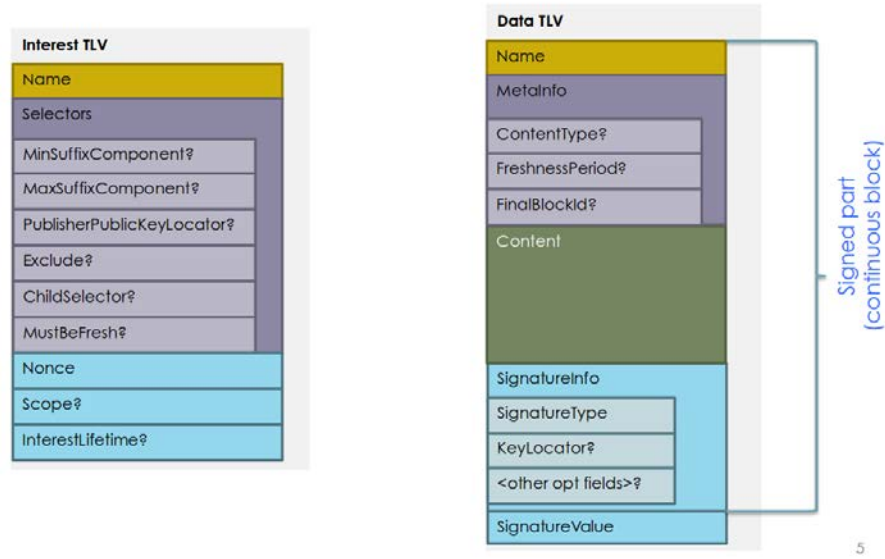 Interest TLV
Name
Selectors
MinSuffixComponent?
MaxSuffixComponent?
PublisherPublicKeyLocator?
Exclude?
ChildSelector?
MustBeFresh?
Nonce
Scope?
InterestLifetime?
Data TLV
Name
MetaInfo
ContentType?
FreshnessPeriod?
FinalBlockId?
Content
SignatureInfo
SignatureType
KeyLocator?
<other opt fields>?
SignatureValue
Signed part
(continuous block)
5